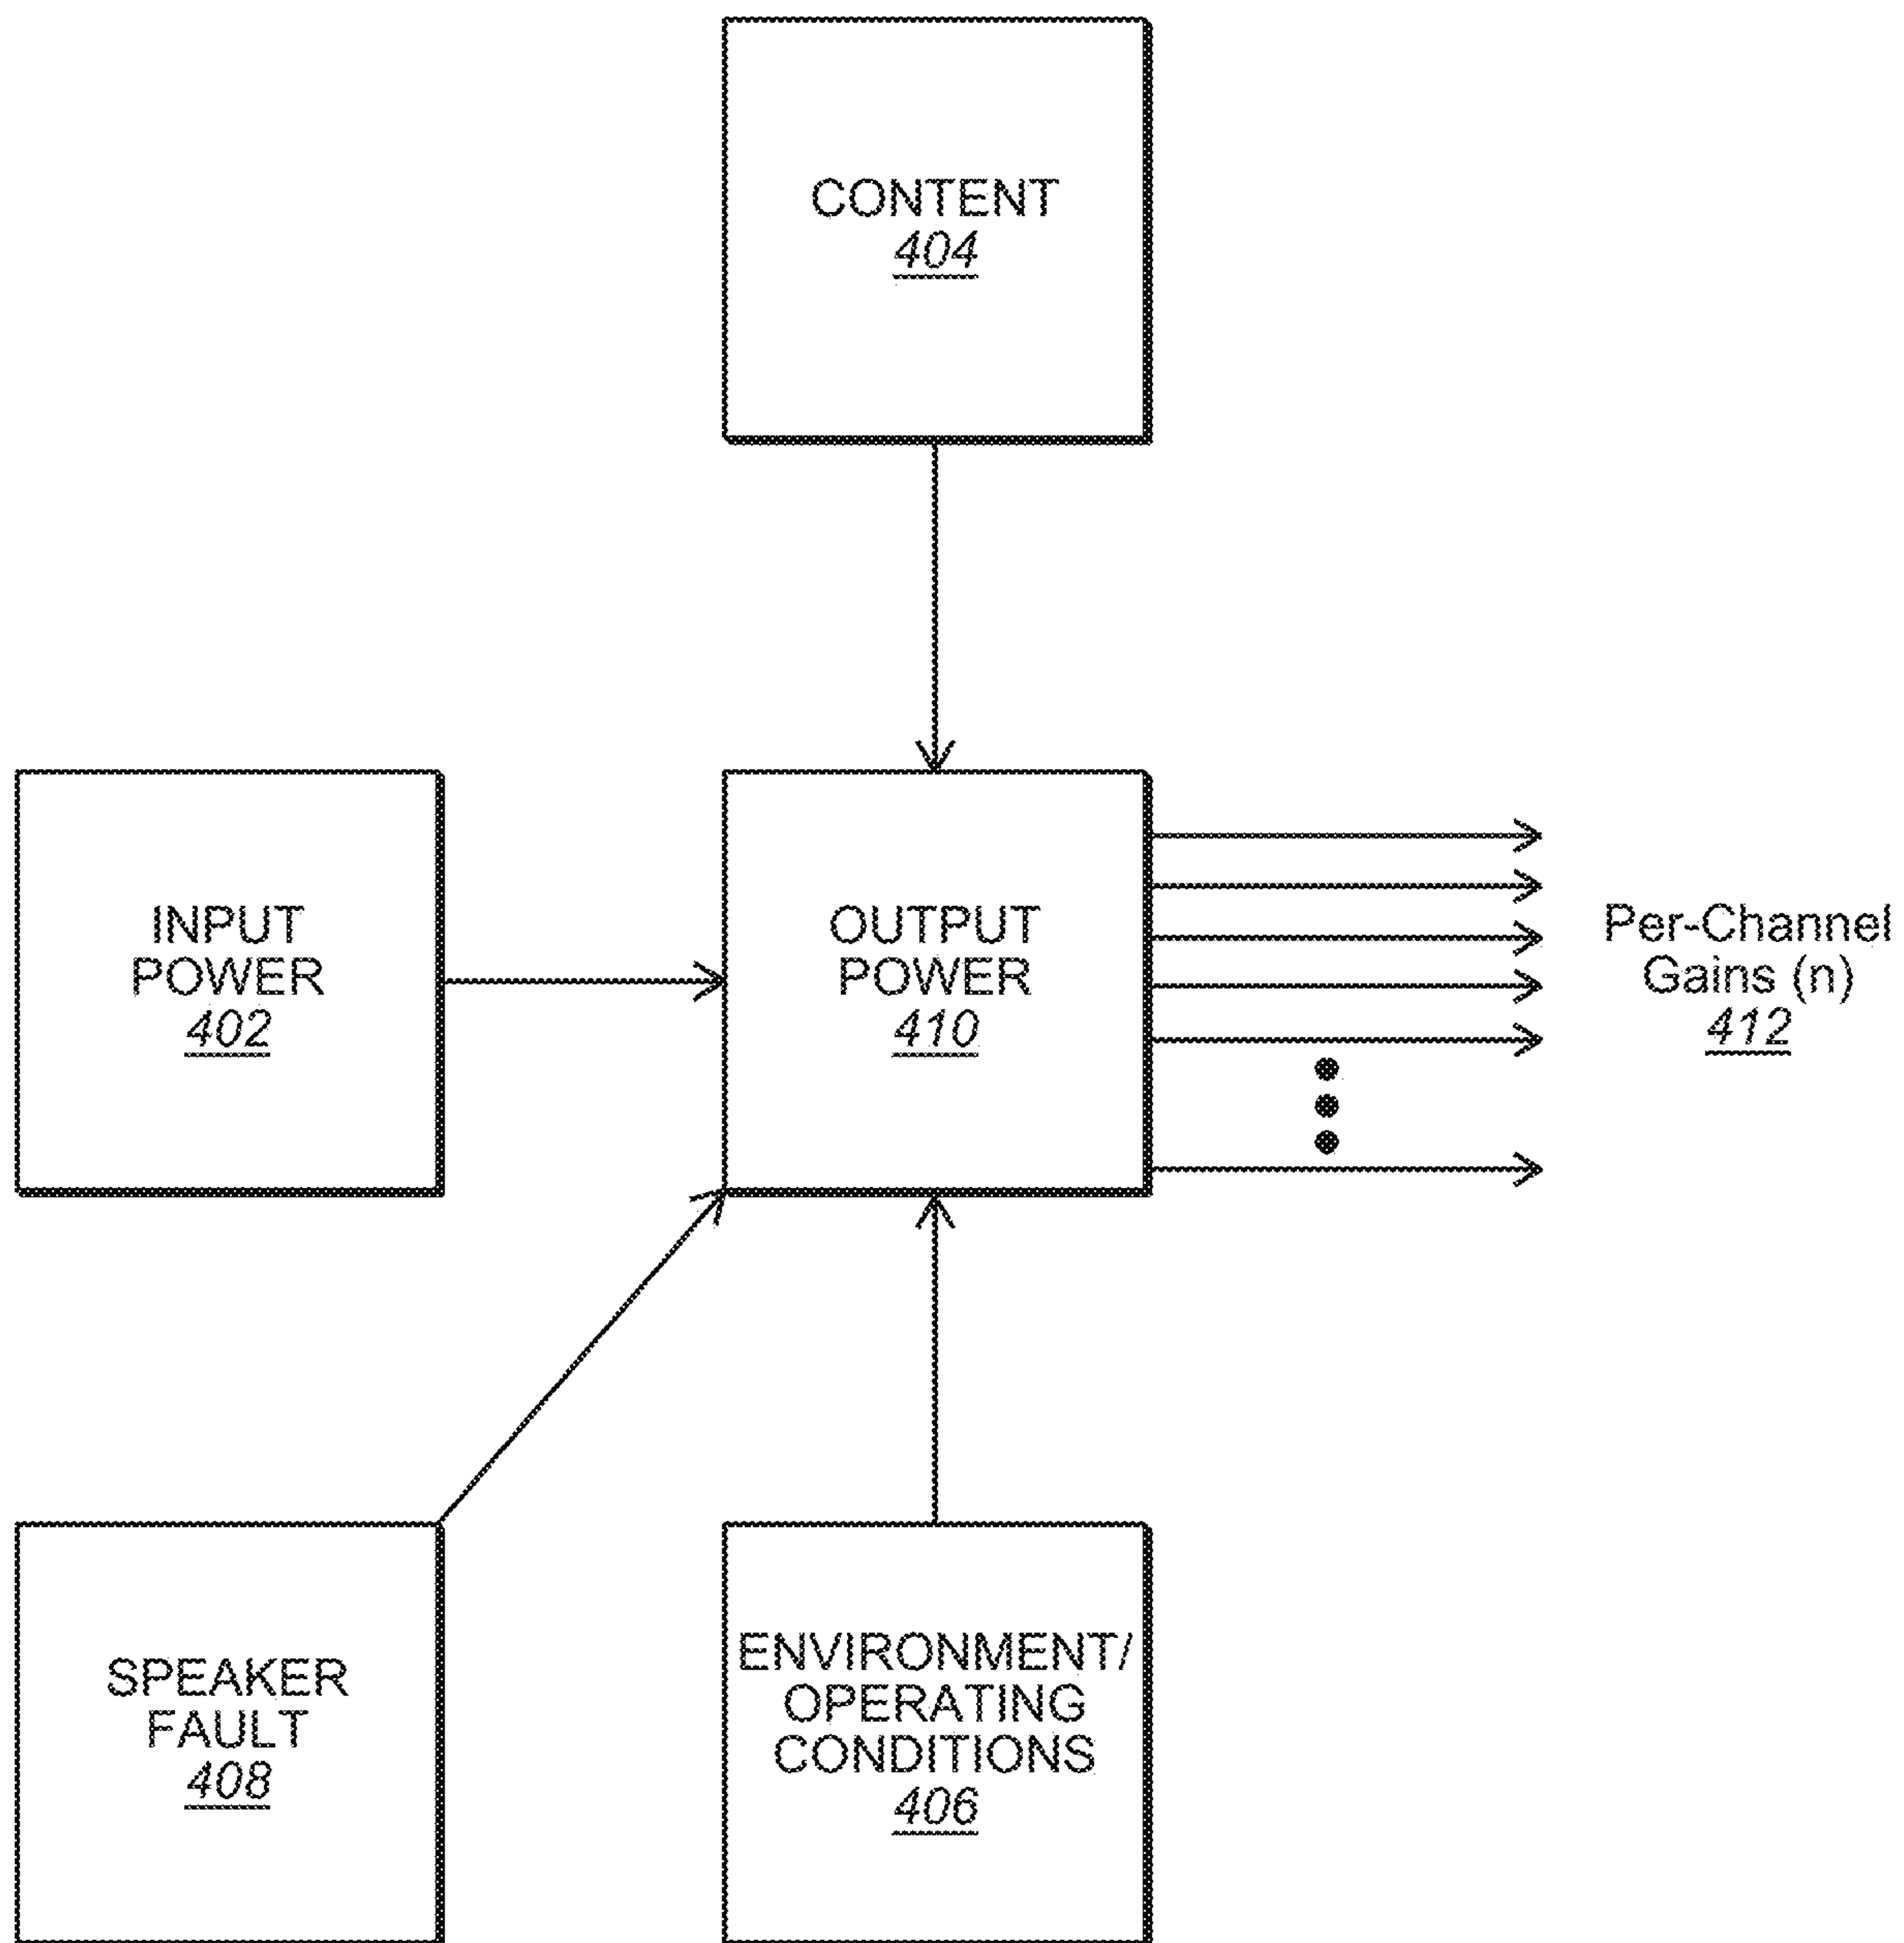 CONTENT
404
INPUT
POWER
402
OUTPUT
POWER
410
Per-Channel
Gains (n)
412
SPEAKER
FAULT
408
ENVIRONMENT/
OPERATING
CONDITIONS
406